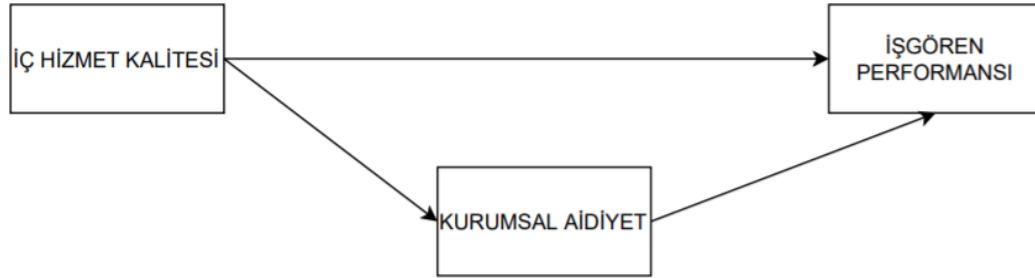 İÇ HİZMET KALİTESİ
İŞGÖREN
PERFORMANSI
KURUMSAL AİDİYET